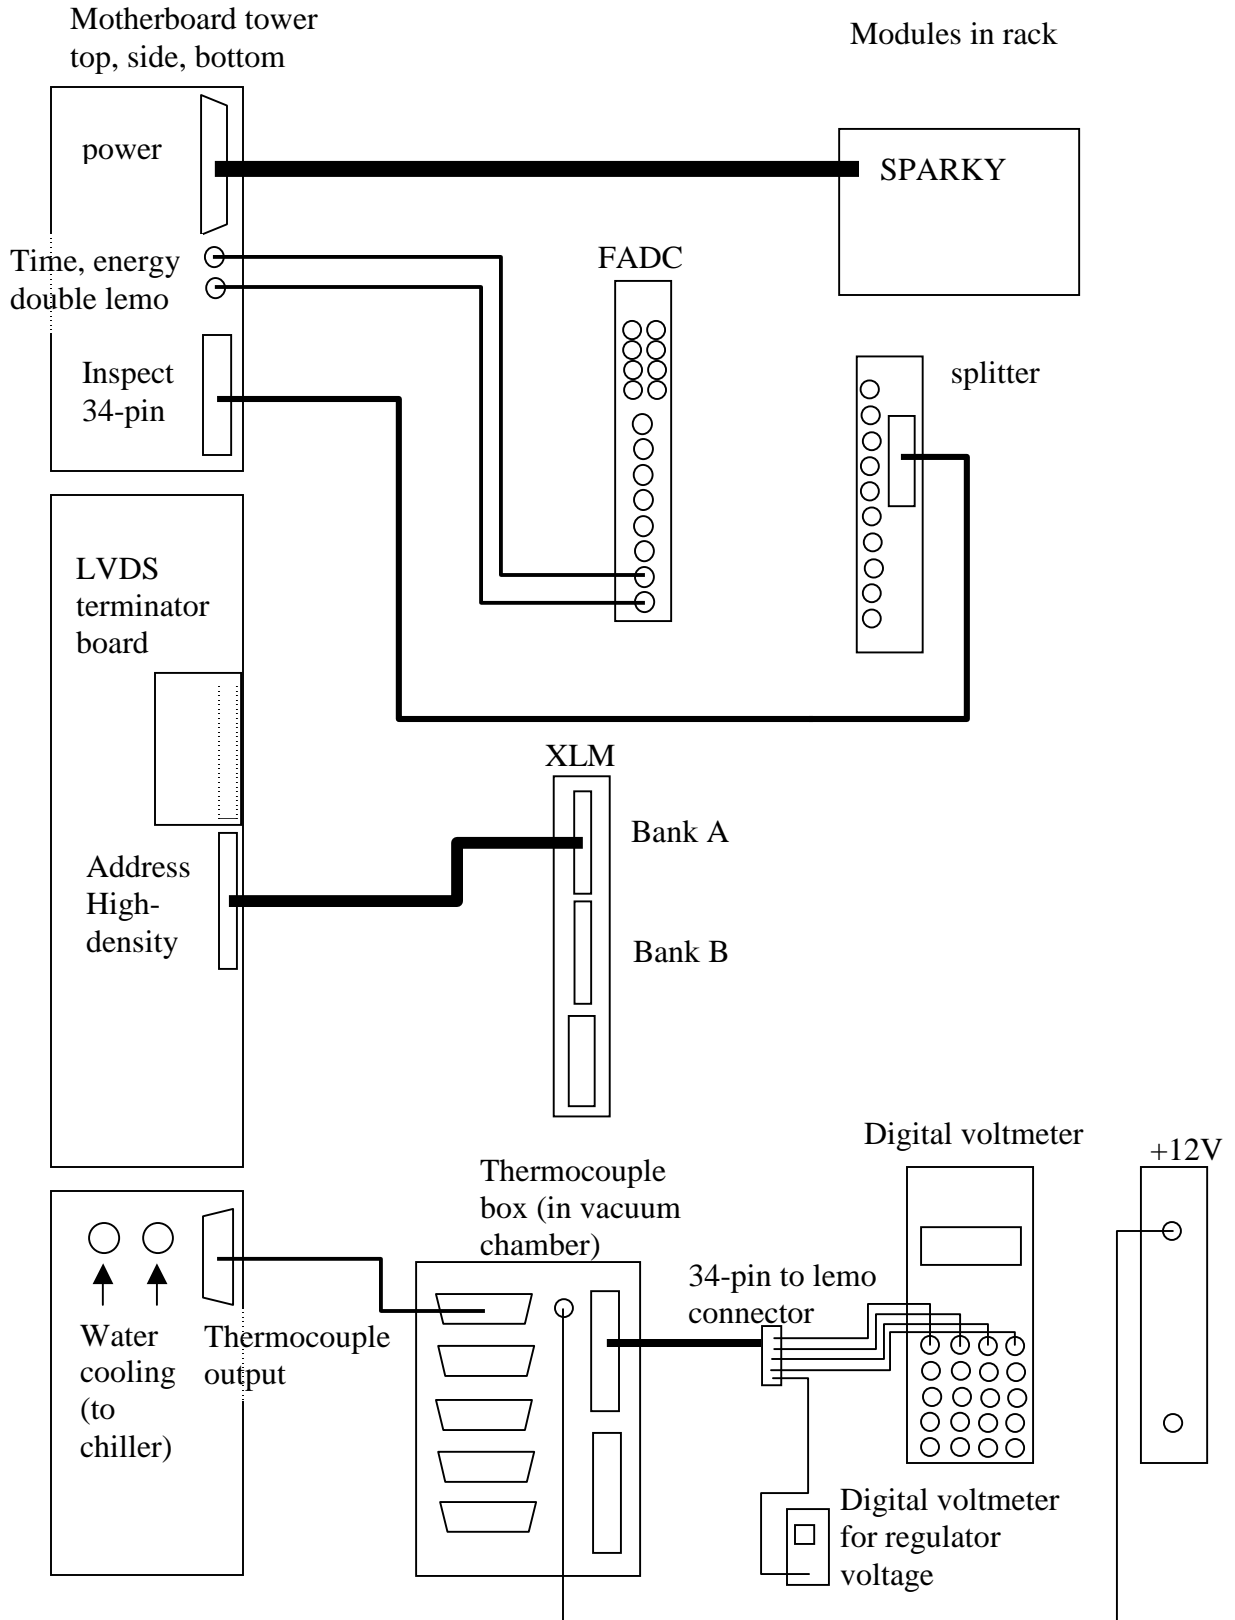 Motherboard tower
top, side, bottom
Modules in rack
power
SPARKY
Time, energy
double lemo
FADC
Inspect
34-pin
splitter
LVDS
terminator
board
XLM
Bank A
Address
High-
density
Bank B
Digital voltmeter
+12V
Thermocouple
box (in vacuum
chamber)
34-pin to lemo
connector
Water
cooling
(to
chiller)
Thermocouple
output
Digital voltmeter
for regulator
voltage